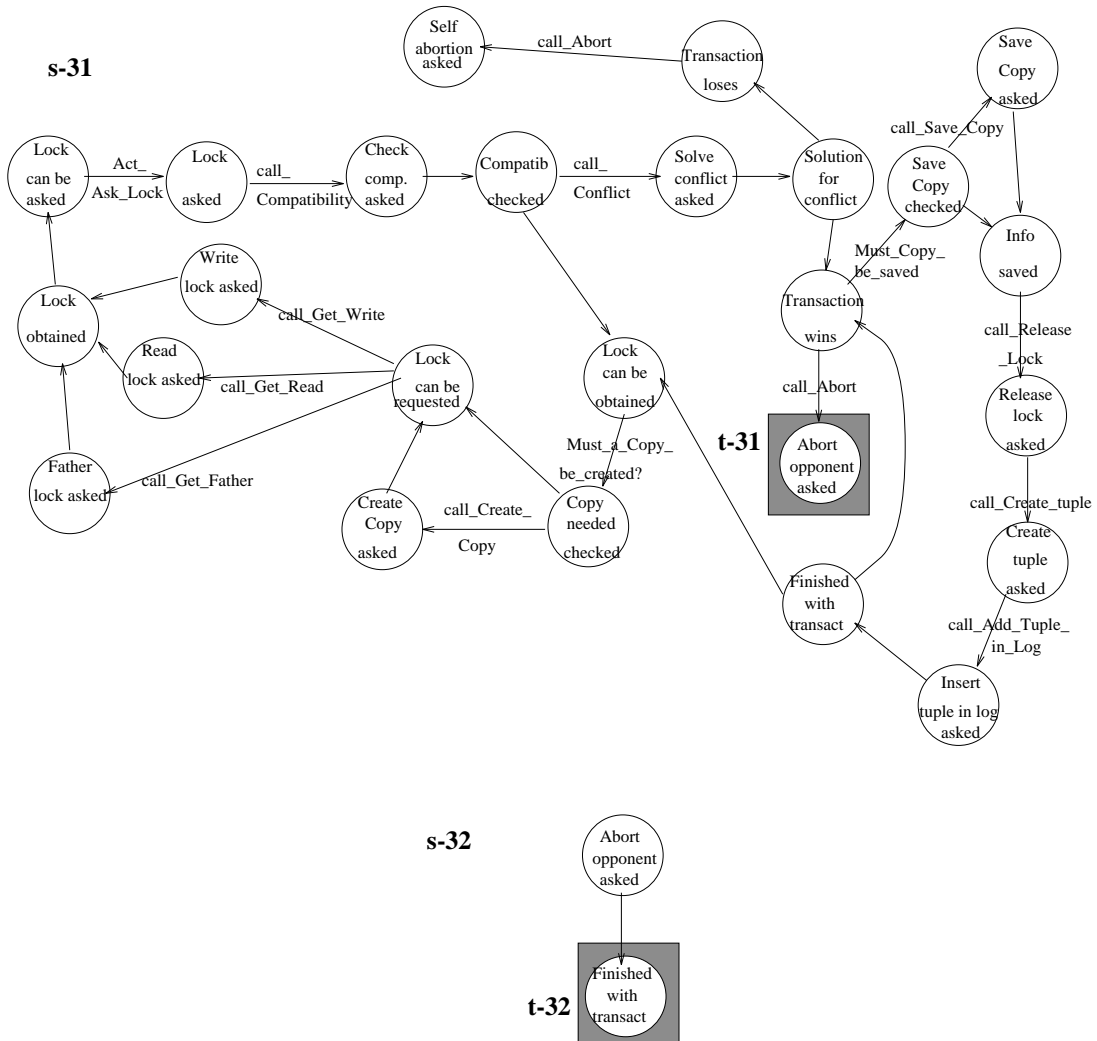 s-31
Self
abortion
asked
call_Abort
Transaction
loses
Save
Copy
asked
call_Save_Copy
Lock
can be
asked
Act_
Ask_Lock
Lock
asked
call_
Compatibility
Check
comp.
asked
Compatib
checked
call_
Conflict
Solve
conflict
asked
Solution
for
conflict
Save
Copy
checked
Must_Copy_
be_saved
Info
saved
Write
lock asked
Lock
obtained
call_Get_Write
Transaction
wins
call_Release
_Lock
Read
lock asked
call_Get_Read
Lock
can be
requested
Lock
can be
obtained
call_Abort
Release
lock
asked
t-31
Abort
opponent
asked
Must_a_Copy_
be_created?
Father
lock asked
call_Get_Father
Create
Copy
asked
call_Create_
Copy
Copy
needed
checked
call_Create_tuple
Create
tuple
asked
Finished
with
transact
call_Add_Tuple_
in_Log
Insert
tuple in log
asked
s-32
Abort
opponent
asked
t-32
Finished
with
transact